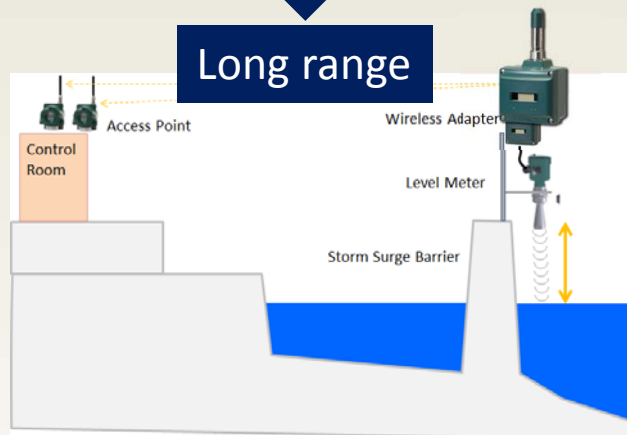 Long range
Wireless Adapter
Access Point
Control
Room
Level Meter
Storm Surge Barrier